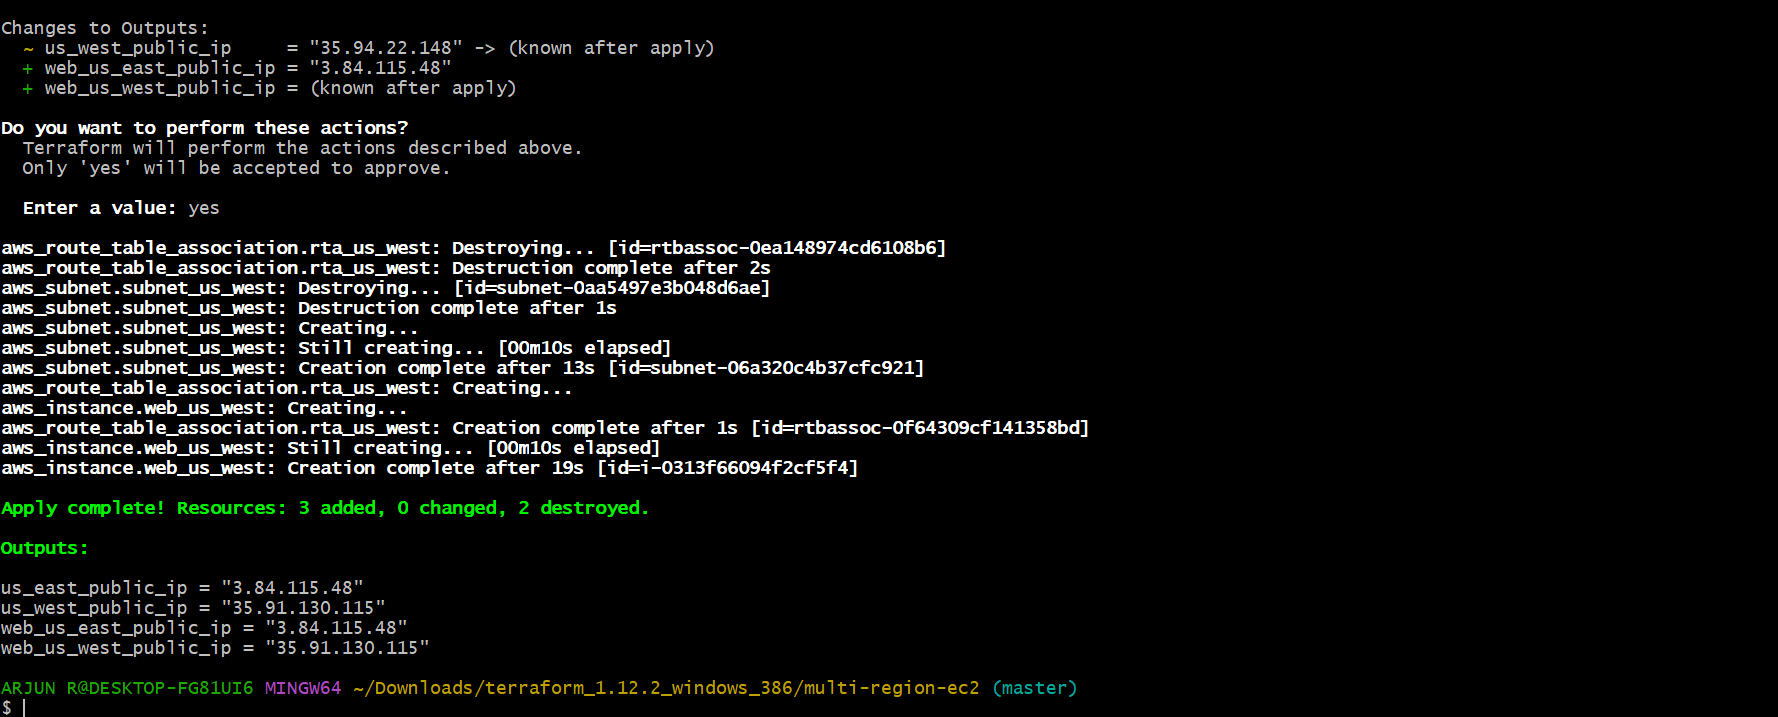 Changes to Outputs:
  ~ us_west_public_ip     = "35.94.22.148" -> (known after apply)
  + web_us_east_public_ip = "3.84.115.48"
  + web_us_west_public_ip = (known after apply)
Do you want to perform these actions?
  Terraform will perform the actions described above.
  Only 'yes' will be accepted to approve.
  Enter a value: yes
aws_route_table_association.rta_us_west: Destroying... [id=rtbassoc-0ea148974cd6108b6]
aws_route_table_association.rta_us_west: Destruction complete after 2s
aws_subnet.subnet_us_west: Destroying... [id=subnet-0aa5497e3b048d6ae]
aws_subnet.subnet_us_west: Destruction complete after 1s
aws_subnet.subnet_us_west: Creating...
aws_subnet.subnet_us_west: Still creating... [00m10s elapsed]
aws_subnet.subnet_us_west: Creation complete after 13s [id=subnet-06a320c4b37cfc921]
aws_route_table_association.rta_us_west: Creating...
aws_instance.web_us_west: Creating...
aws_route_table_association.rta_us_west: Creation complete after 1s [id=rtbassoc-0f64309cf141358bd]
aws_instance.web_us_west: Still creating... [00m10s elapsed]
aws_instance.web_us_west: Creation complete after 19s [id=i-0313f66094f2cf5f4]
Apply complete! Resources: 3 added, 0 changed, 2 destroyed.
Outputs:
us_east_public_ip = "3.84.115.48"
us_west_public_ip = "35.91.130.115"
web_us_east_public_ip = "3.84.115.48"
web_us_west_public_ip = "35.91.130.115"
ARJUN R@DESKTOP-FG81UI6 MINGW64 ~/Downloads/terraform_1.12.2_windows_386/multi-region-ec2 (master)
$